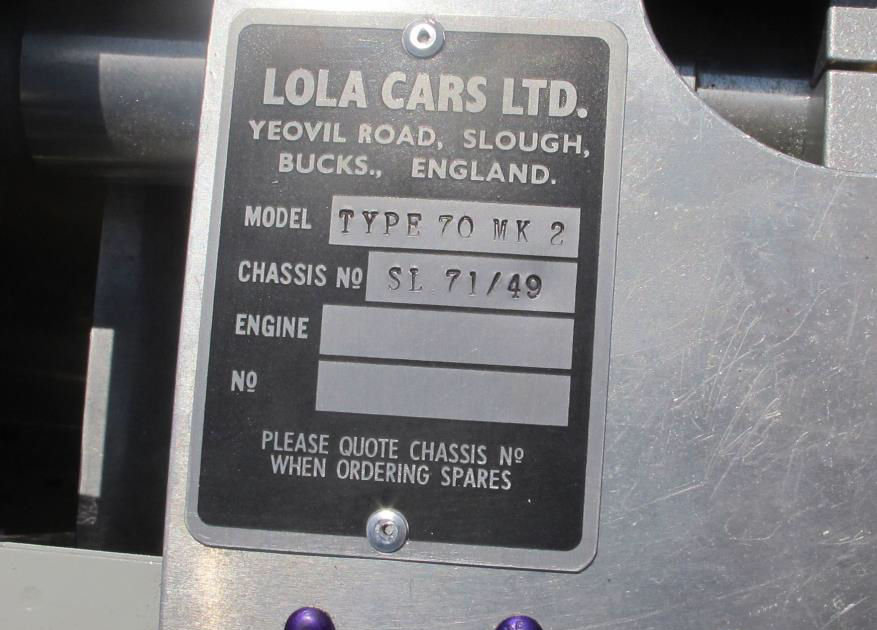 LOLA CARS LTD.
YEOVIL ROAD, SLOUGH,
BUCKS., ENGLAND.
MODEL TYPE 70 MK 2
CHASSIS Nº SL 71/49
ENGINE
Nº
PLEASE QUOTE CHASSIS Nº
WHEN ORDERING SPARES